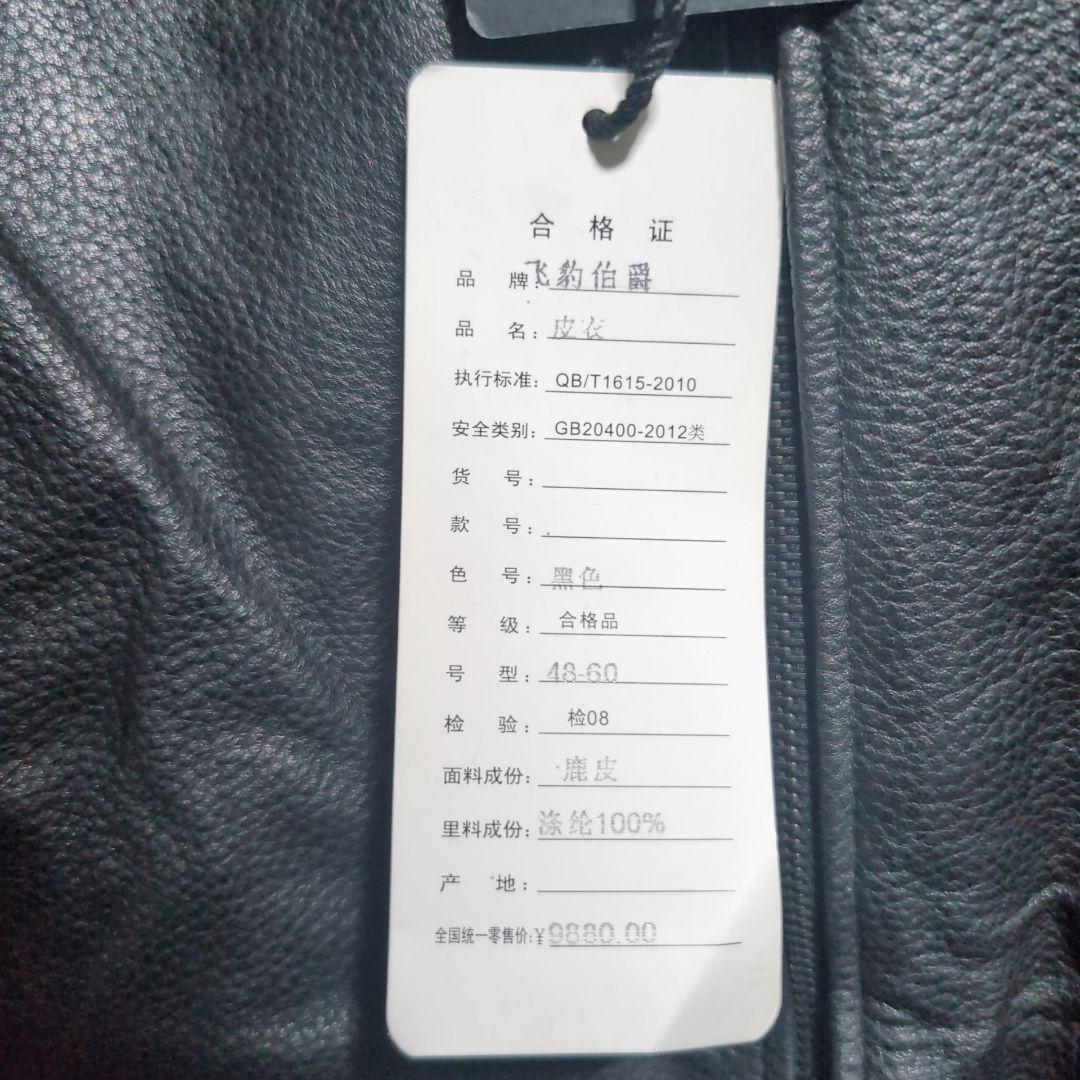 合格证
品牌：飞豹伯爵
品名：皮衣
执行标准：QB/T1615-2010
安全类别：GB20400-2012类
货号：
款号：
色号：黑色
等级：合格品
号型：48-60
检验：检08
面料成份：鹿皮
里料成份：涤纶100%
产地：
全国统一零售价:¥9880.00